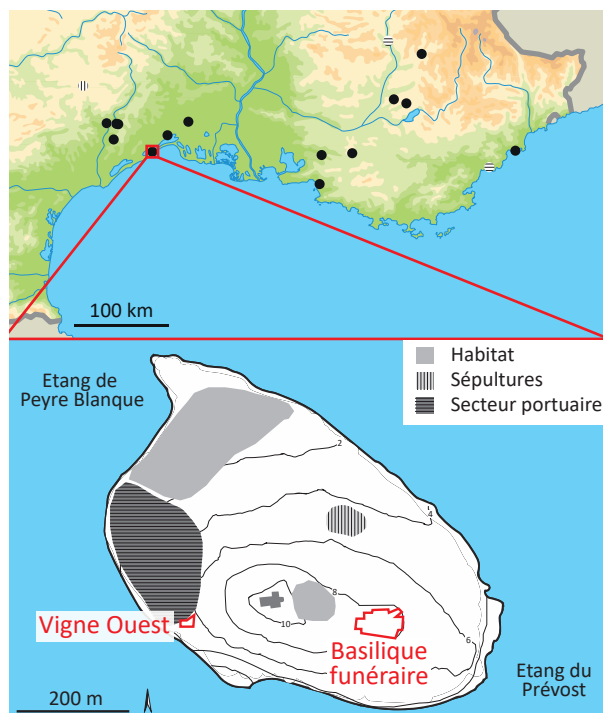 100 km
Habitat
Sépultures
Secteur portuaire
Etang de
Peyre Blanque
2
4
8
10
6
Vigne Ouest
Basilique
funéraire
Etang du
Prévost
200 m